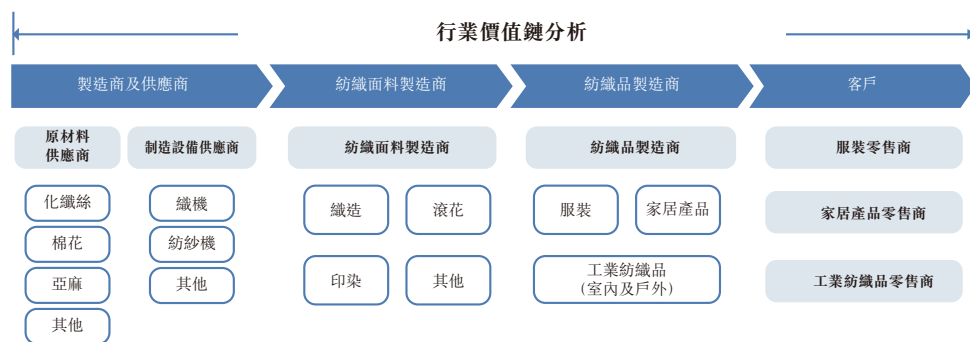 行業價值鏈分析
製造商及供應商
紡織面料製造商
紡織品製造商
客戶
原材料
供應商
制造設備供應商
紡織面料製造商
紡織品製造商
服裝零售商
化纖絲
織機
織造
滾花
服裝
家居產品
家居產品零售商
棉花
紡紗機
亞麻
其他
印染
其他
工業紡織品
(室內及戶外)
工業紡織品零售商
其他